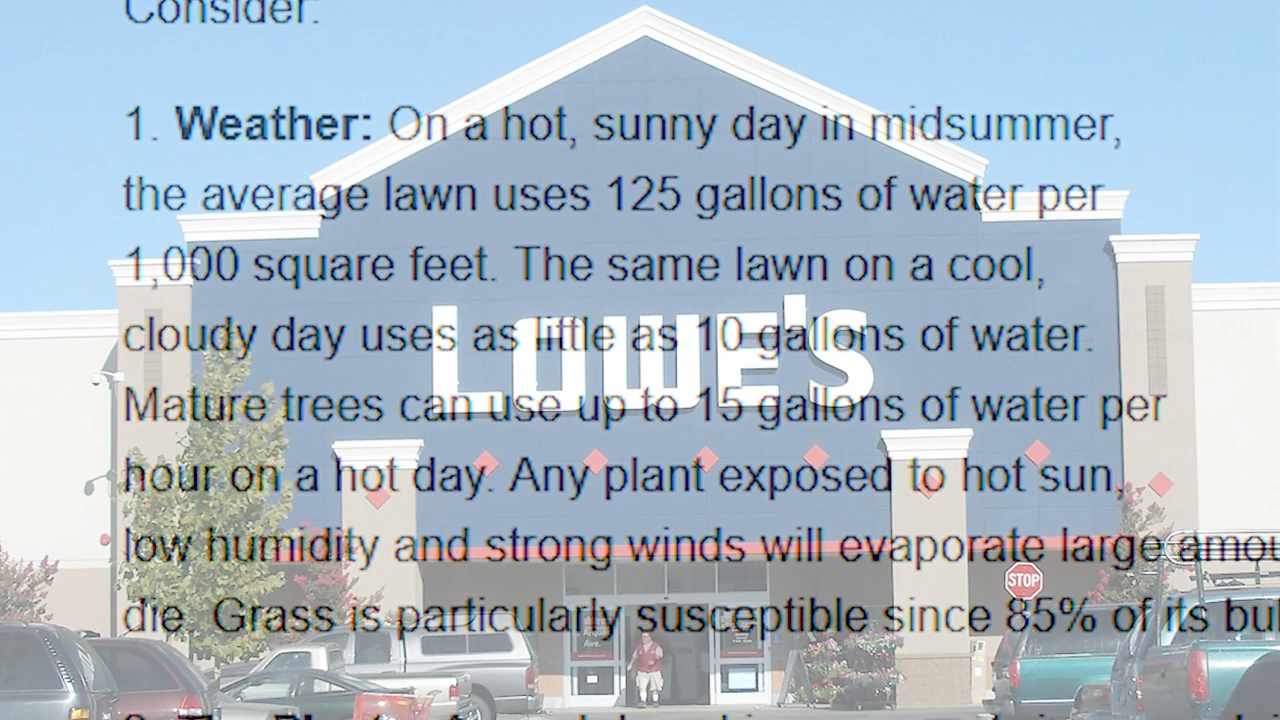 Consider:
1. Weather: On a hot, sunny day in midsummer,
the average lawn uses 125 gallons of water per
1,000 square feet. The same lawn on a cool,
cloudy day uses as little as 10 gallons of water.
LOWE'S
Mature trees can use up to 15 gallons of water per
hour on a hot day. Any plant exposed to hot sun,
low humidity and strong winds will evaporate large amou
STOP
die. Grass is particularly susceptible since 85% of its bul